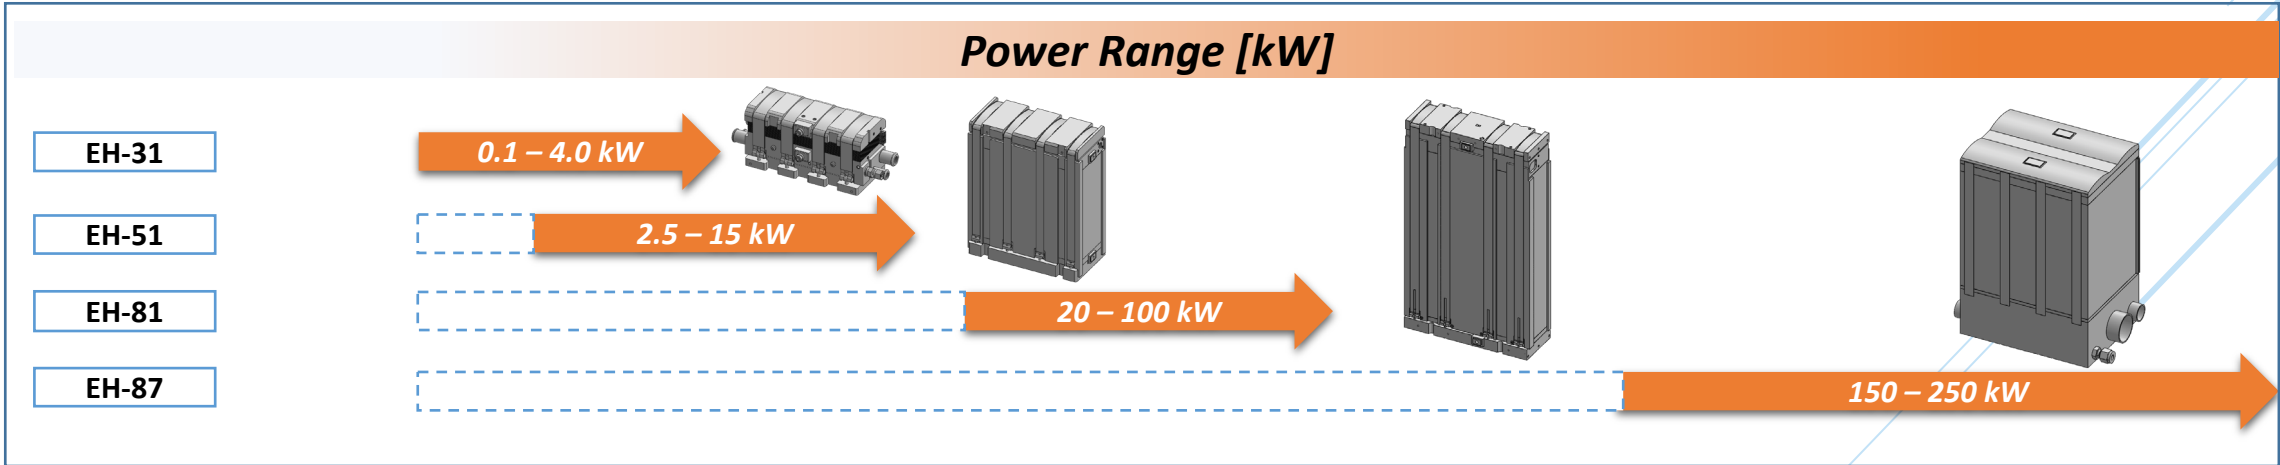 Power Range [kW]
EH-31
0.1 – 4.0 kW
EH-51
2.5 – 15 kW
EH-81
20 – 100 kW
EH-87
150 – 250 kW